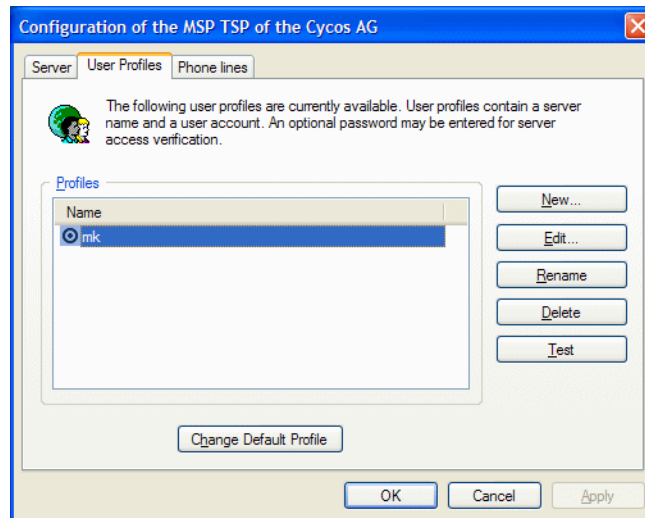 Configuration of the MSP TSP of the Cycos AG
Server User Profiles Phone lines
The following user profiles are currently available. User profiles contain a server
name and a user account. An optional password may be entered for server
access verification.
Profiles
Name
mk
New...
Edit...
Rename
Delete
Test
Change Default Profile
OK Cancel Apply